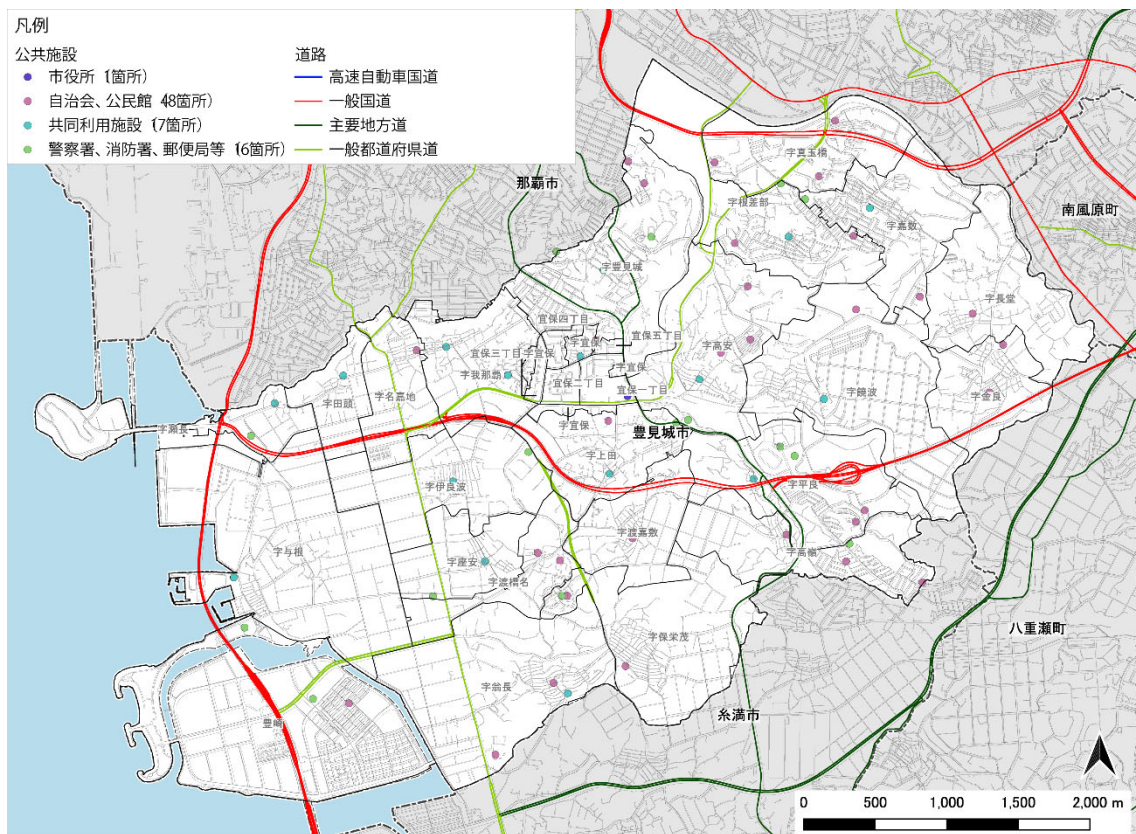 凡例
公共施設
市役所 (1箇所)
自治会、公民館 48箇所)
共同利用施設 (7箇所)
警察署、消防署、郵便局等 (6箇所)
道路
高速自動車国道
一般国道
主要地方道
一般都道府県道
那覇市
南風原町
字真玉橋
字根差部
字嘉数
字豊見城
字長堂
宜保四丁目
字宜保
宜保五丁目
宜保三丁目
字宜保
字高安
字宜保
字我那覇
宜保二丁目
宜保一丁目
字饒波
字金良
字田頭
字名嘉地
字瀬長
字宜保
豊見城市
字上田
字伊良波
字平良
字与根
字渡嘉敷
字高嶺
字座安
字渡橋名
八重瀬町
字保栄茂
字翁長
糸満市
豊崎
0 500 1,000 1,500 2,000 m